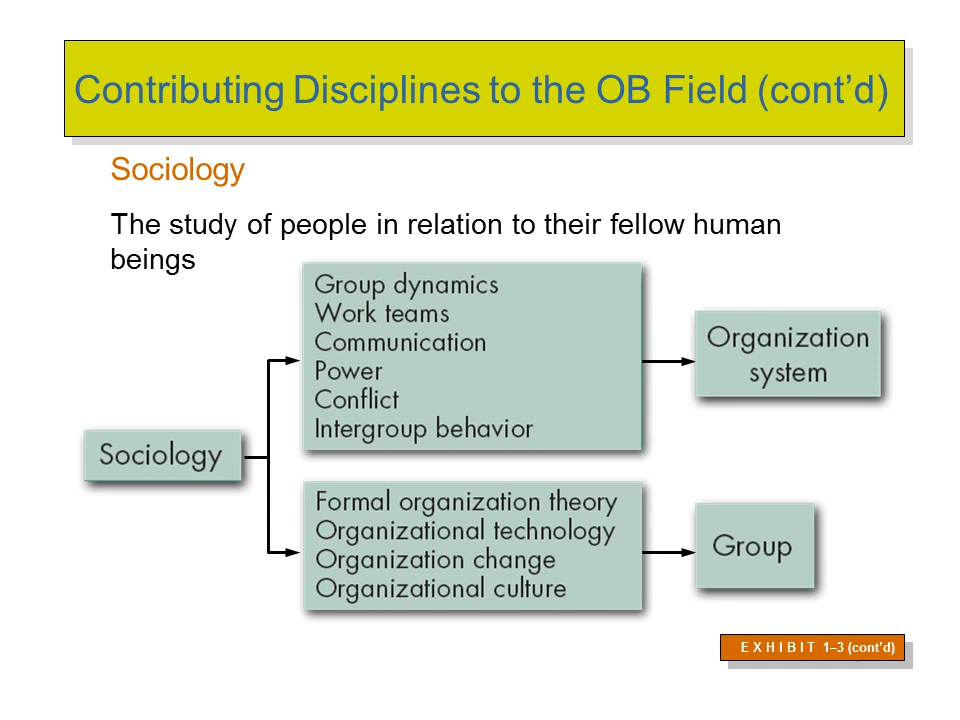 Contributing Disciplines to the OB Field (cont’d)
Sociology
The study of people in relation to their fellow human
beings
Group dynamics
Work teams
Communication
Power
Conflict
Intergroup behavior
Organization
system
Sociology
Formal organization theory
Organizational technology
Organization change
Organizational culture
Group
E X H I B I T 1–3 (cont’d)